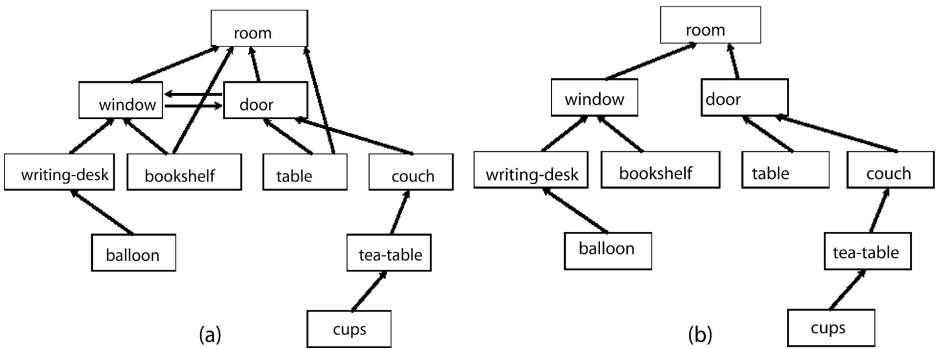 room
window
door
writing-desk
bookshelf
table
couch
balloon
tea-table
cups
(a)
room
window
door
writing-desk
bookshelf
table
couch
balloon
tea-table
cups
(b)